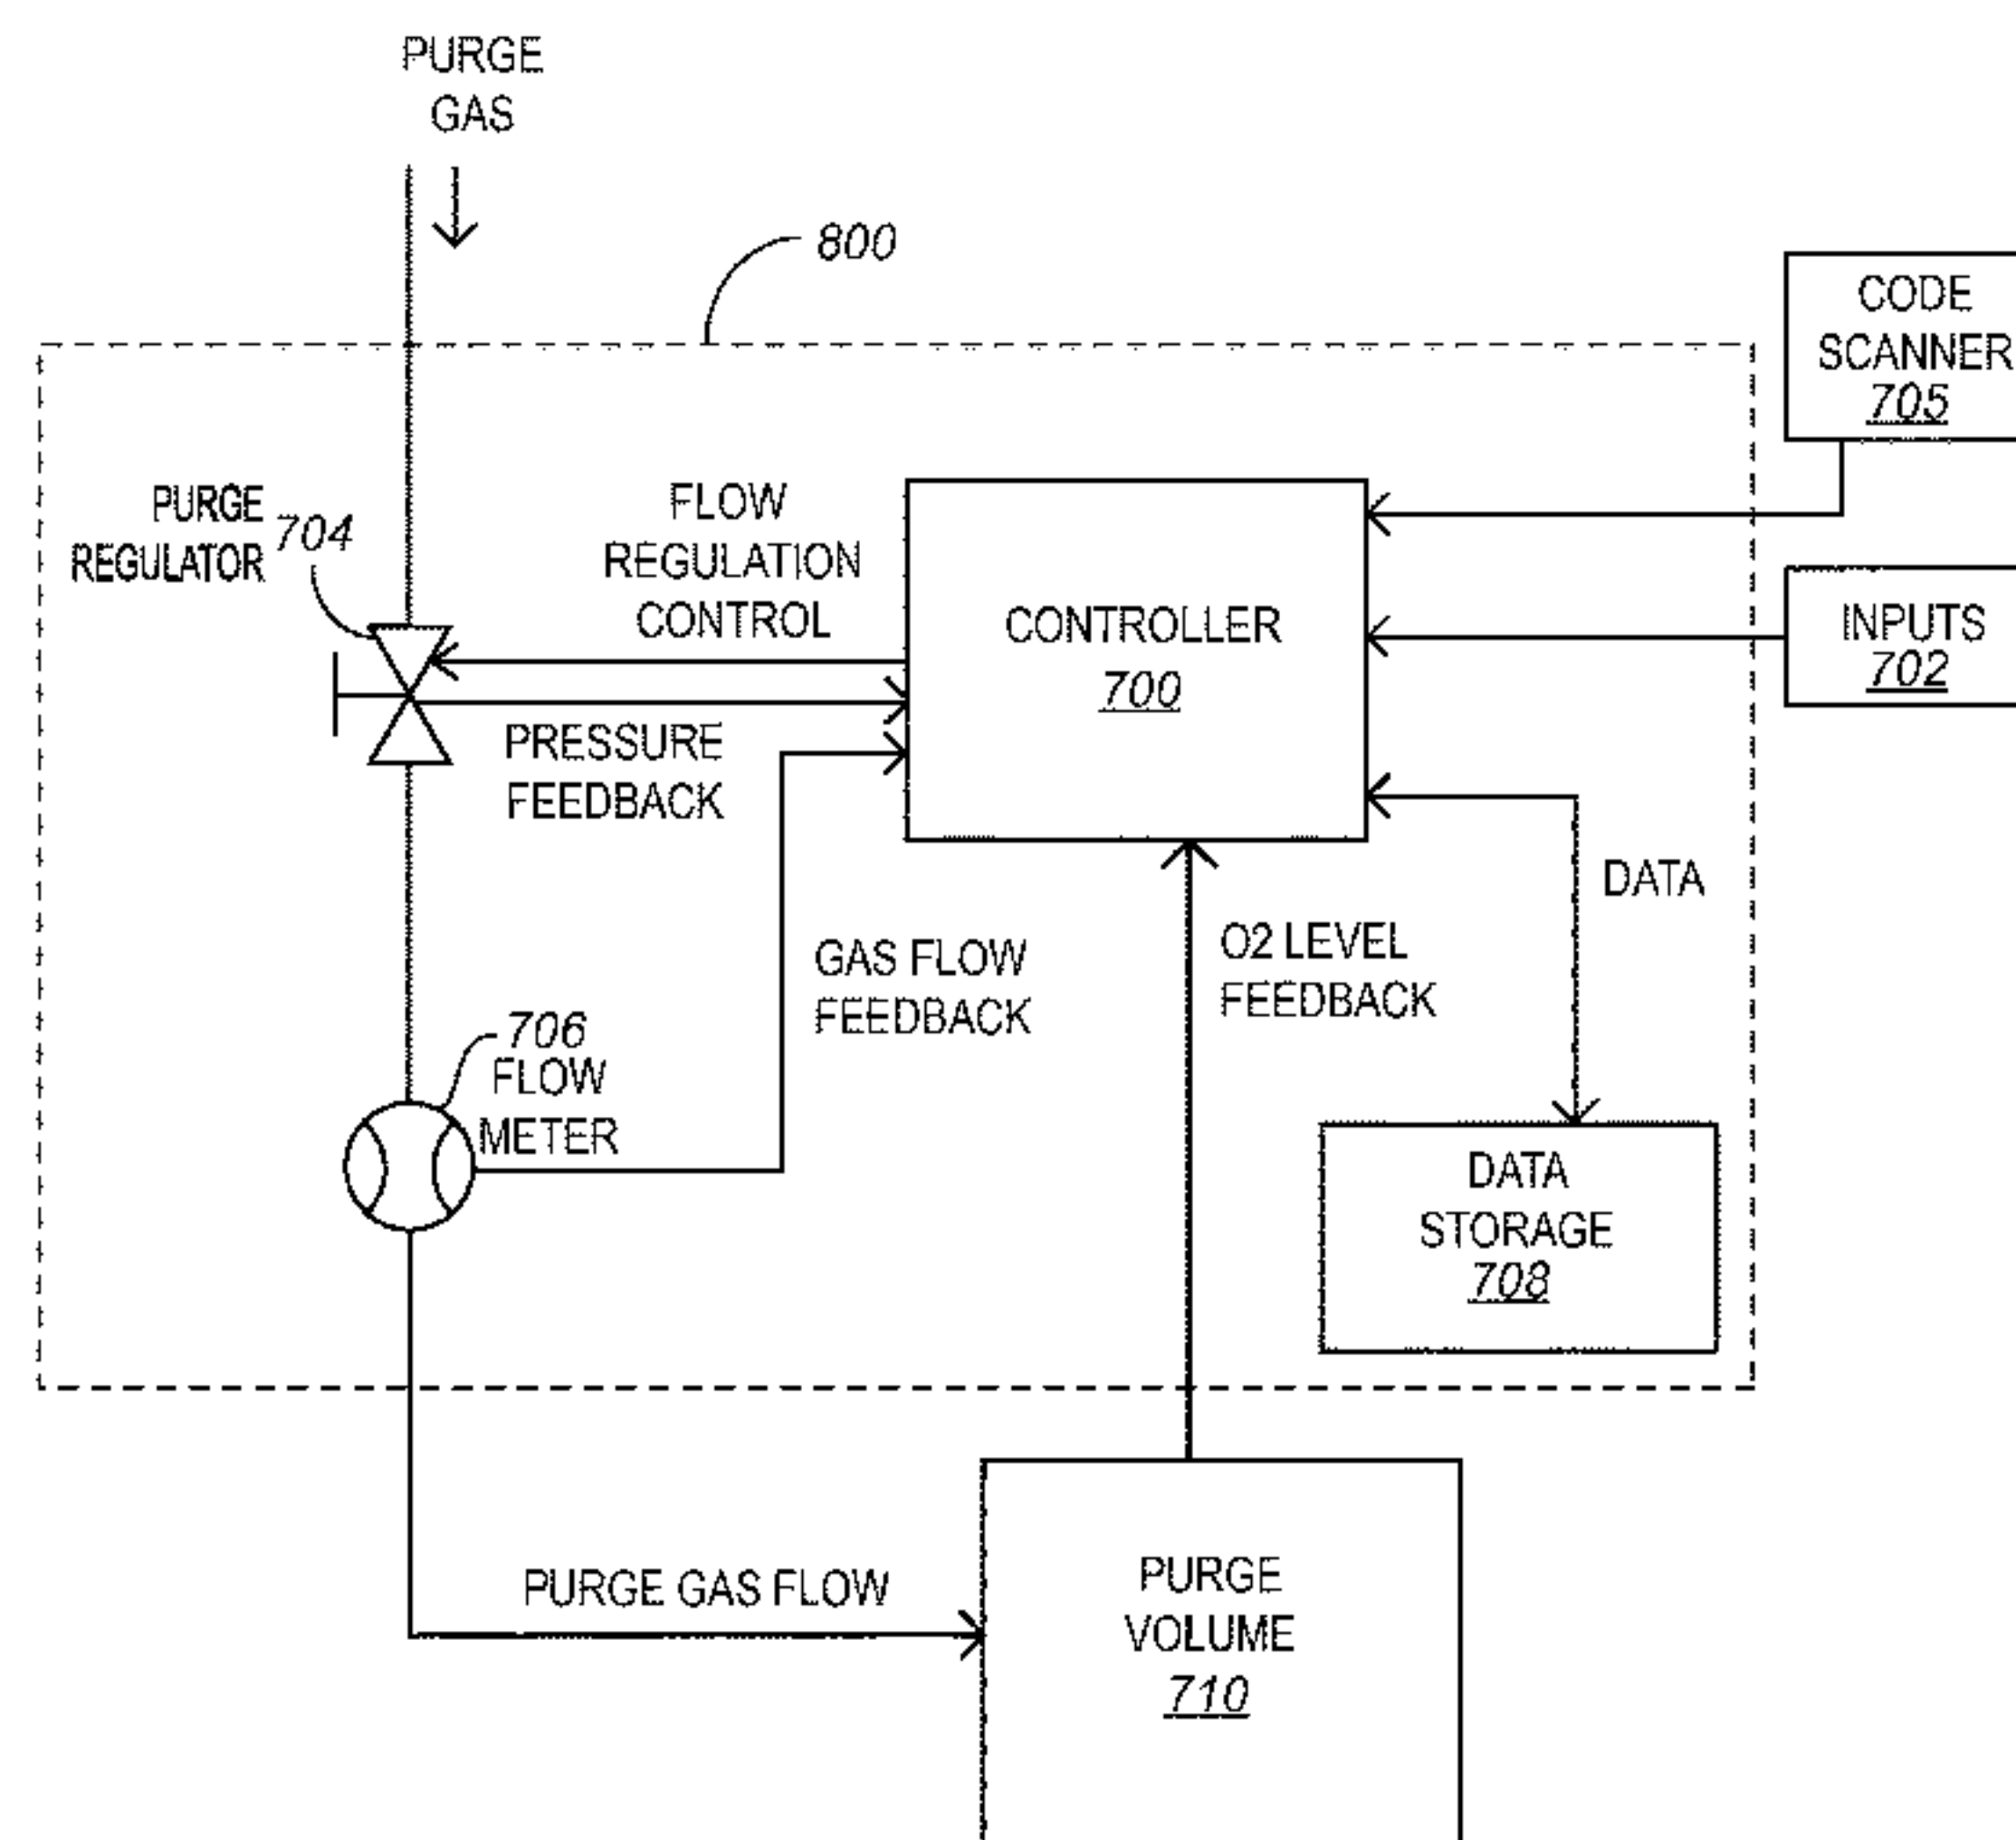 PURGE
GAS
800
CODE
SCANNER
705
PURGE
REGULATOR 704
FLOW
REGULATION
CONTROL
CONTROLLER
700
INPUTS
702
PRESSURE
FEEDBACK
DATA
GAS FLOW
FEEDBACK
O2 LEVEL
FEEDBACK
706
FLOW
METER
DATA
STORAGE
708
PURGE GAS FLOW
PURGE
VOLUME
710